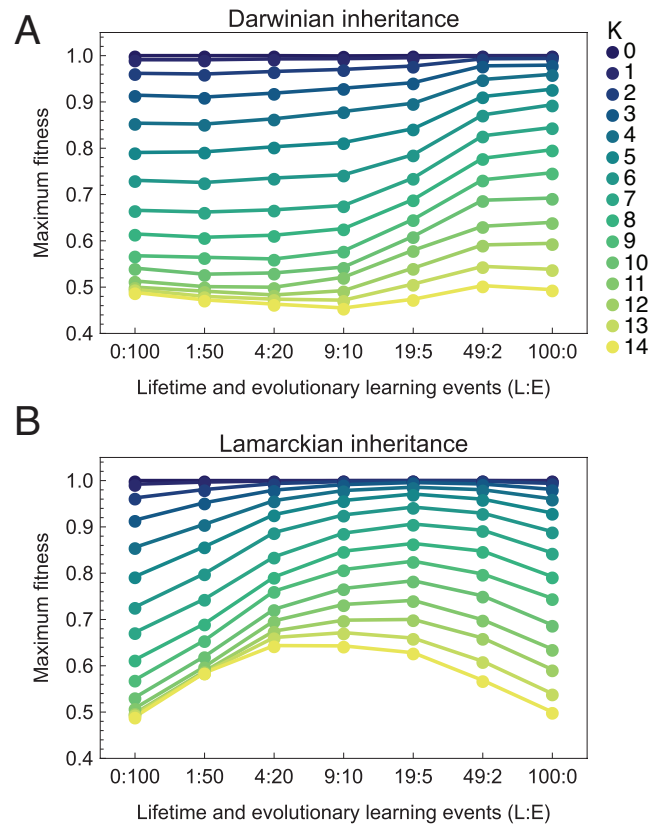 A
Darwinian inheritance
Maximum fitness
1.0
0.9
0.8
0.7
0.6
0.5
0.4
0:100 1:50 4:20 9:10 19:5 49:2 100:0
Lifetime and evolutionary learning events (L:E)
K
0
1
2
3
4
5
6
7
8
9
10
11
12
13
14
B
Lamarckian inheritance
Maximum fitness
1.0
0.9
0.8
0.7
0.6
0.5
0.4
0:100 1:50 4:20 9:10 19:5 49:2 100:0
Lifetime and evolutionary learning events (L:E)